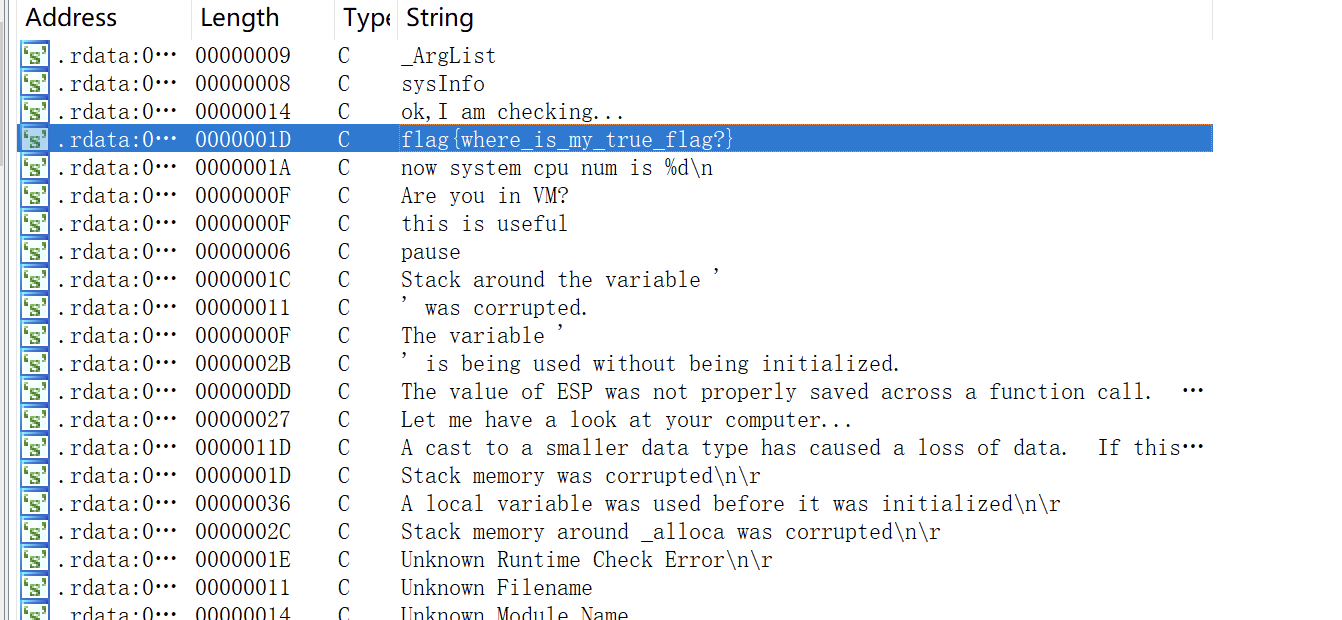 Address Length Type String
.rdata:0… 00000009 C _ArgList
.rdata:0… 00000008 C sysInfo
.rdata:0… 00000014 C ok,I am checking...
.rdata:0… 0000001D C flag{where_is_my_true_flag?}
.rdata:0… 0000001A C now system cpu num is %d\n
.rdata:0… 0000000F C Are you in VM?
.rdata:0… 0000000F C this is useful
.rdata:0… 00000006 C pause
.rdata:0… 0000001C C Stack around the variable '
.rdata:0… 00000011 C ' was corrupted.
.rdata:0… 0000000F C The variable '
.rdata:0… 0000002B C ' is being used without being initialized.
.rdata:0… 000000DD C The value of ESP was not properly saved across a function call. …
.rdata:0… 00000027 C Let me have a look at your computer...
.rdata:0… 0000011D C A cast to a smaller data type has caused a loss of data.  If this…
.rdata:0… 0000001D C Stack memory was corrupted\n\r
.rdata:0… 00000036 C A local variable was used before it was initialized\n\r
.rdata:0… 0000002C C Stack memory around _alloca was corrupted\n\r
.rdata:0… 0000001E C Unknown Runtime Check Error\n\r
.rdata:0… 00000011 C Unknown Filename
.rdata:0… 00000014 C Unknown Module Name